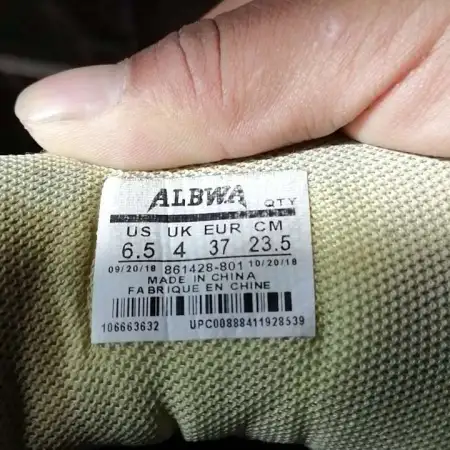 ALBWA QTY
US UK EUR CM
6.5 4 37 23.5
09/20/18 861428-801 10/20/18
MADE IN CHINA
FABRIQUE EN CHINE
106663632 UPC00888411928539